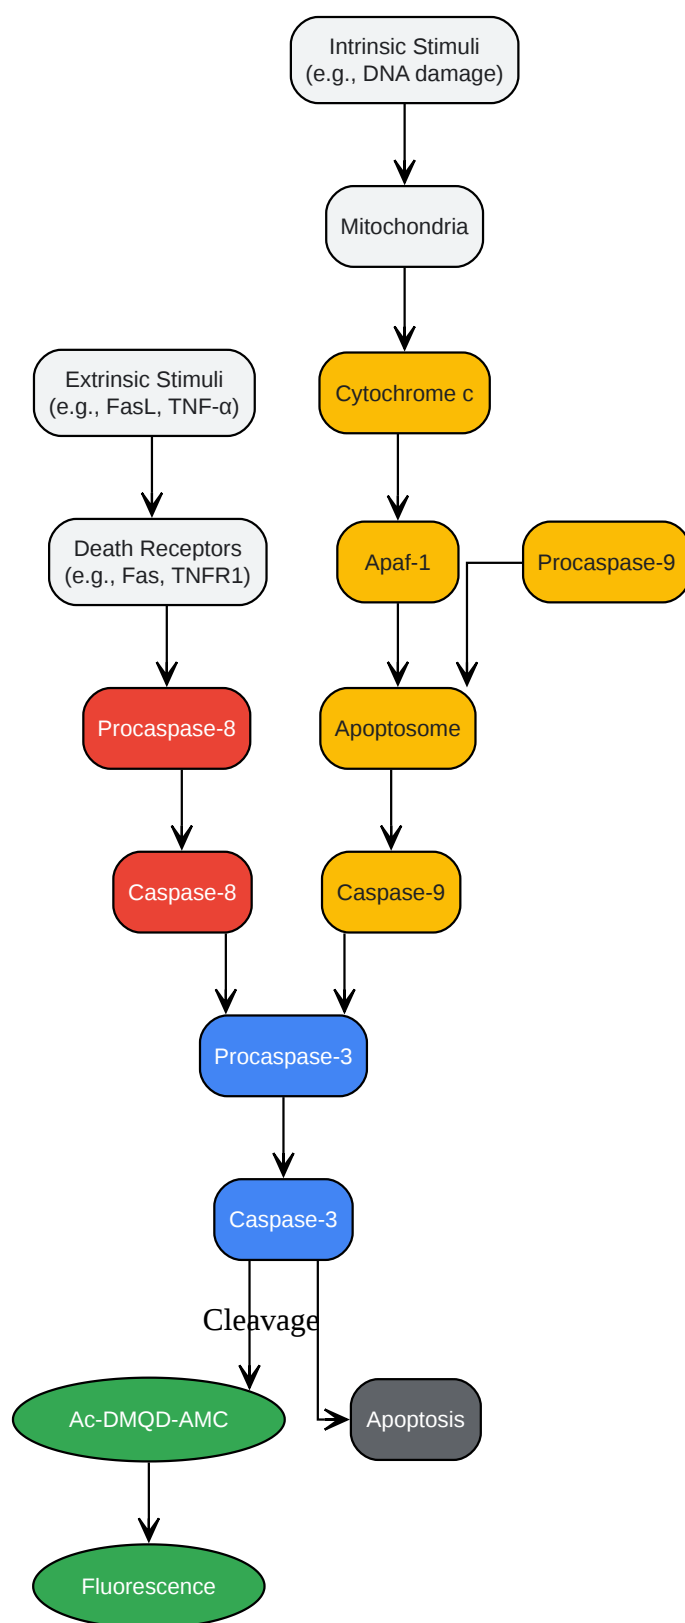 Intrinsic Stimuli
(e.g., DNA damage)
Mitochondria
Extrinsic Stimuli
(e.g., FasL, TNF-α)
Cytochrome c
Death Receptors
(e.g., Fas, TNFR1)
Apaf-1
Procaspase-9
Procaspase-8
Apoptosome
Caspase-8
Caspase-9
Procaspase-3
Caspase-3
Cleavage
Ac-DMQD-AMC
Apoptosis
Fluorescence